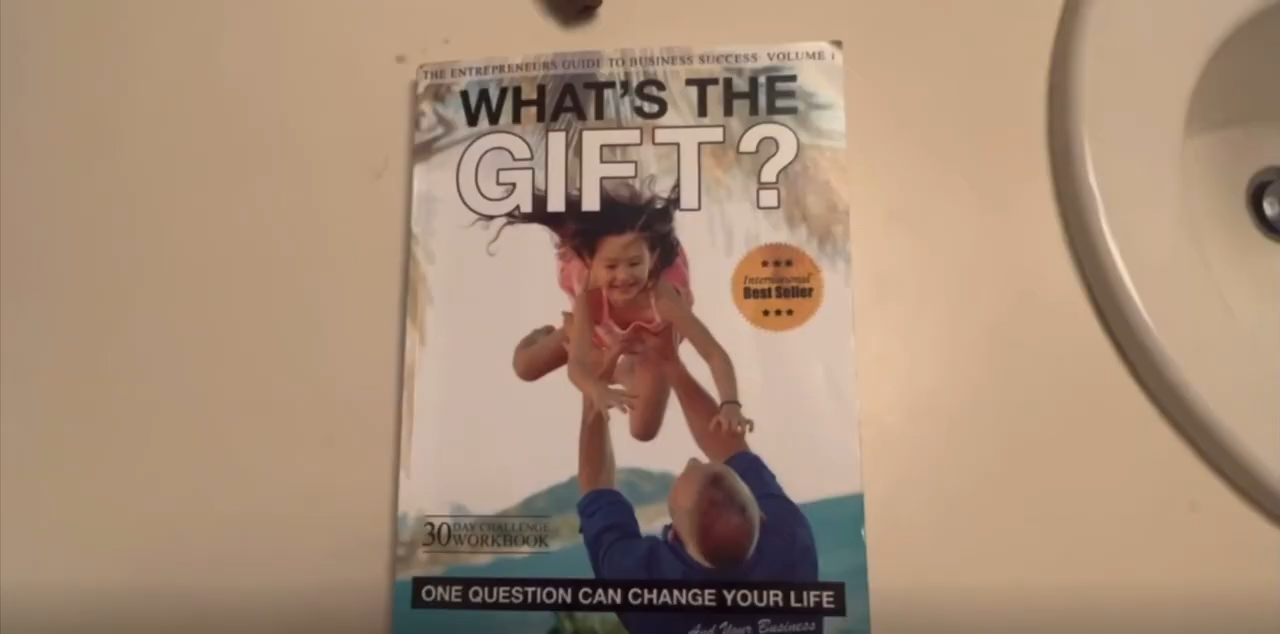 THE ENTREPRENEURS GUIDE TO BUSINESS SUCCESS VOLUME 1
WHAT'S THE
GIFT?
★★★
International
Best Seller
★★★
30 DAY CHALLENGE
WORKBOOK
ONE QUESTION CAN CHANGE YOUR LIFE
And Your Business